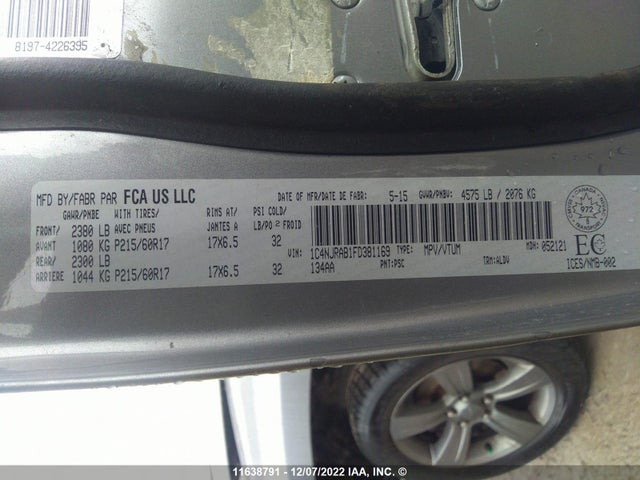 8197-4226395
MFD BY/FABR PAR FCA US LLC
DATE OF MFR/DATE DE FABR: 5-15 GVWR/PNBV: 4575 LB / 2076 KG
GAWR/PNBE WITH TIRES/ RIMS AT/ PSI COLD/
FRONT/ 2380 LB AVEC PNEUS JANTES A LB/PO² FROID
AVANT 1080 KG P215/60R17 17X6.5 32
REAR/ 2300 LB
ARRIERE 1044 KG P215/60R17 17X6.5 32
VIN: 1C4NJRAB1FD381169 TYPE: MPV/VTUM MDH: 052121
134AA PNT:PSC TRM:ALDV
CANADA
972
EC
ICES/NMB-002
11638791 - 12/07/2022 IAA, INC. ©